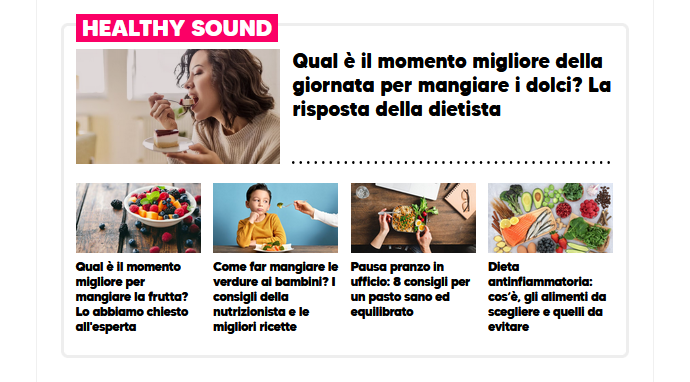 HEALTHY SOUND
Qual è il momento migliore della
giornata per mangiare i dolci? La
risposta della dietista
Qual è il momento
migliore per
mangiare la frutta?
Lo abbiamo chiesto
all'esperta
Come far mangiare le
verdure ai bambini? I
consigli della
nutrizionista e le
migliori ricette
Pausa pranzo in
ufficio: 8 consigli per
un pasto sano ed
equilibrato
Dieta
antinfiammatoria:
cos'è, gli alimenti da
scegliere e quelli da
evitare